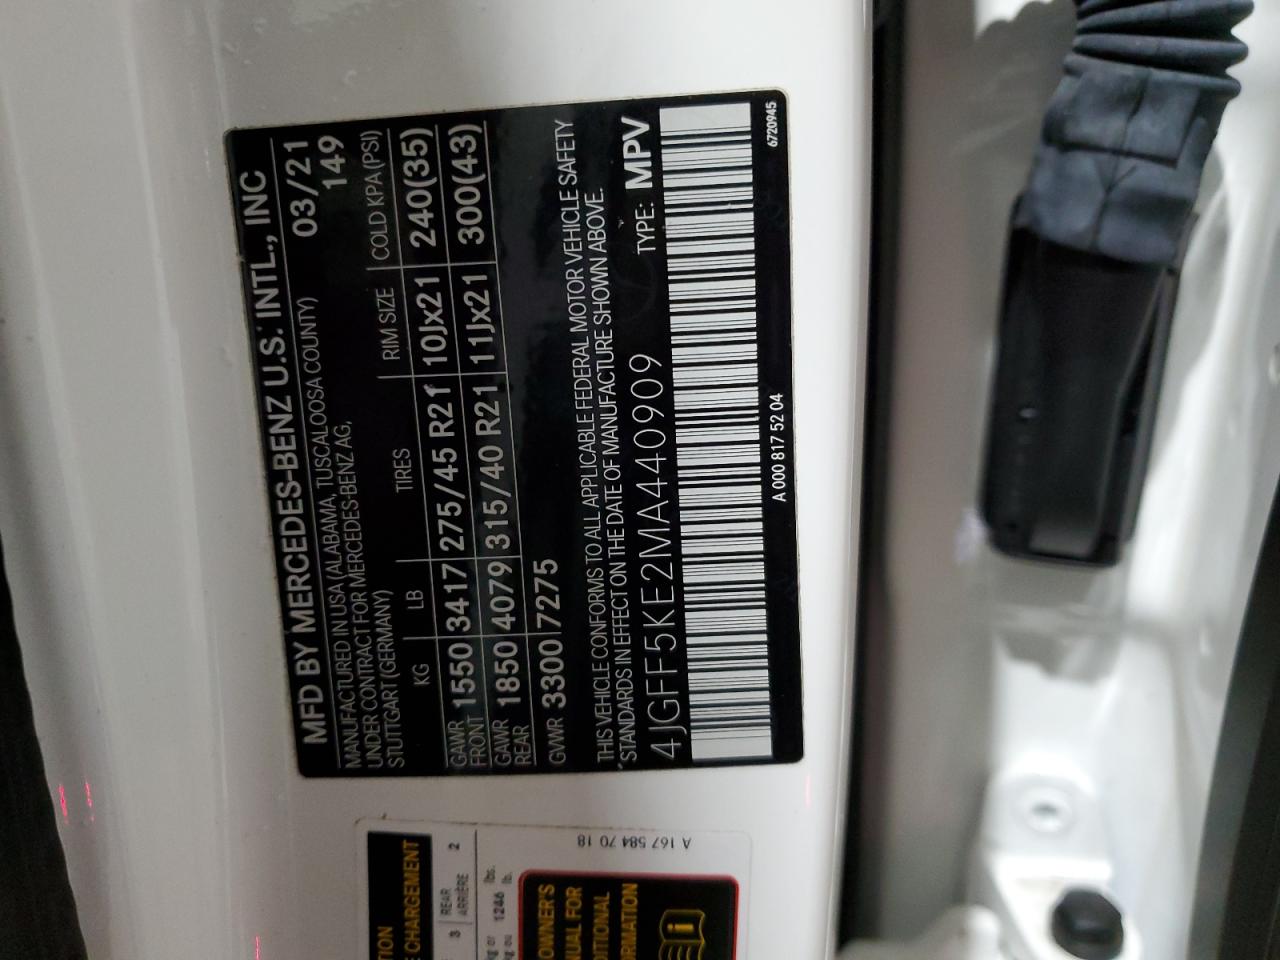 MFD BY MERCEDES-BENZ U.S. INTL., INC
MANUFACTURED IN USA (ALABAMA, TUSCALOOSA COUNTY) 03/21
UNDER CONTRACT FOR MERCEDES-BENZ AG, 149
STUTTGART (GERMANY)
KG LB TIRES RIM SIZE COLD KPA (PSI)
GAWR FRONT 1550 3417 275/45 R21 10Jx21 240(35)
GAWR REAR 1850 4079 315/40 R21 11Jx21 300(43)
GVWR 3300 7275
THIS VEHICLE CONFORMS TO ALL APPLICABLE FEDERAL MOTOR VEHICLE SAFETY
STANDARDS IN EFFECT ON THE DATE OF MANUFACTURE SHOWN ABOVE.
4JGFF5KE2MA440909 TYPE: MPV
A 000 817 52 04
6720945
CHARGEMENT
3 REAR 2
ARRIÈRE
1246 lbs.
lb.
OWNER'S
FOR
A 167 584 70 18